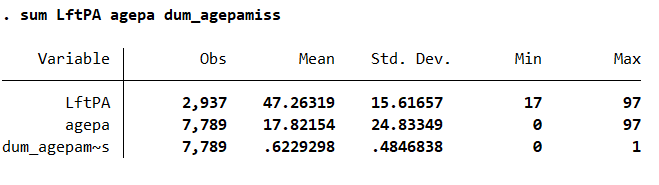 . sum LftPA agepa dum_agepamiss
Variable Obs Mean Std. Dev. Min Max
LftPA 2,937 47.26319 15.61657 17 97
agepa 7,789 17.82154 24.83349 0 97
dum_agepam~s 7,789 .6229298 .4846838 0 1